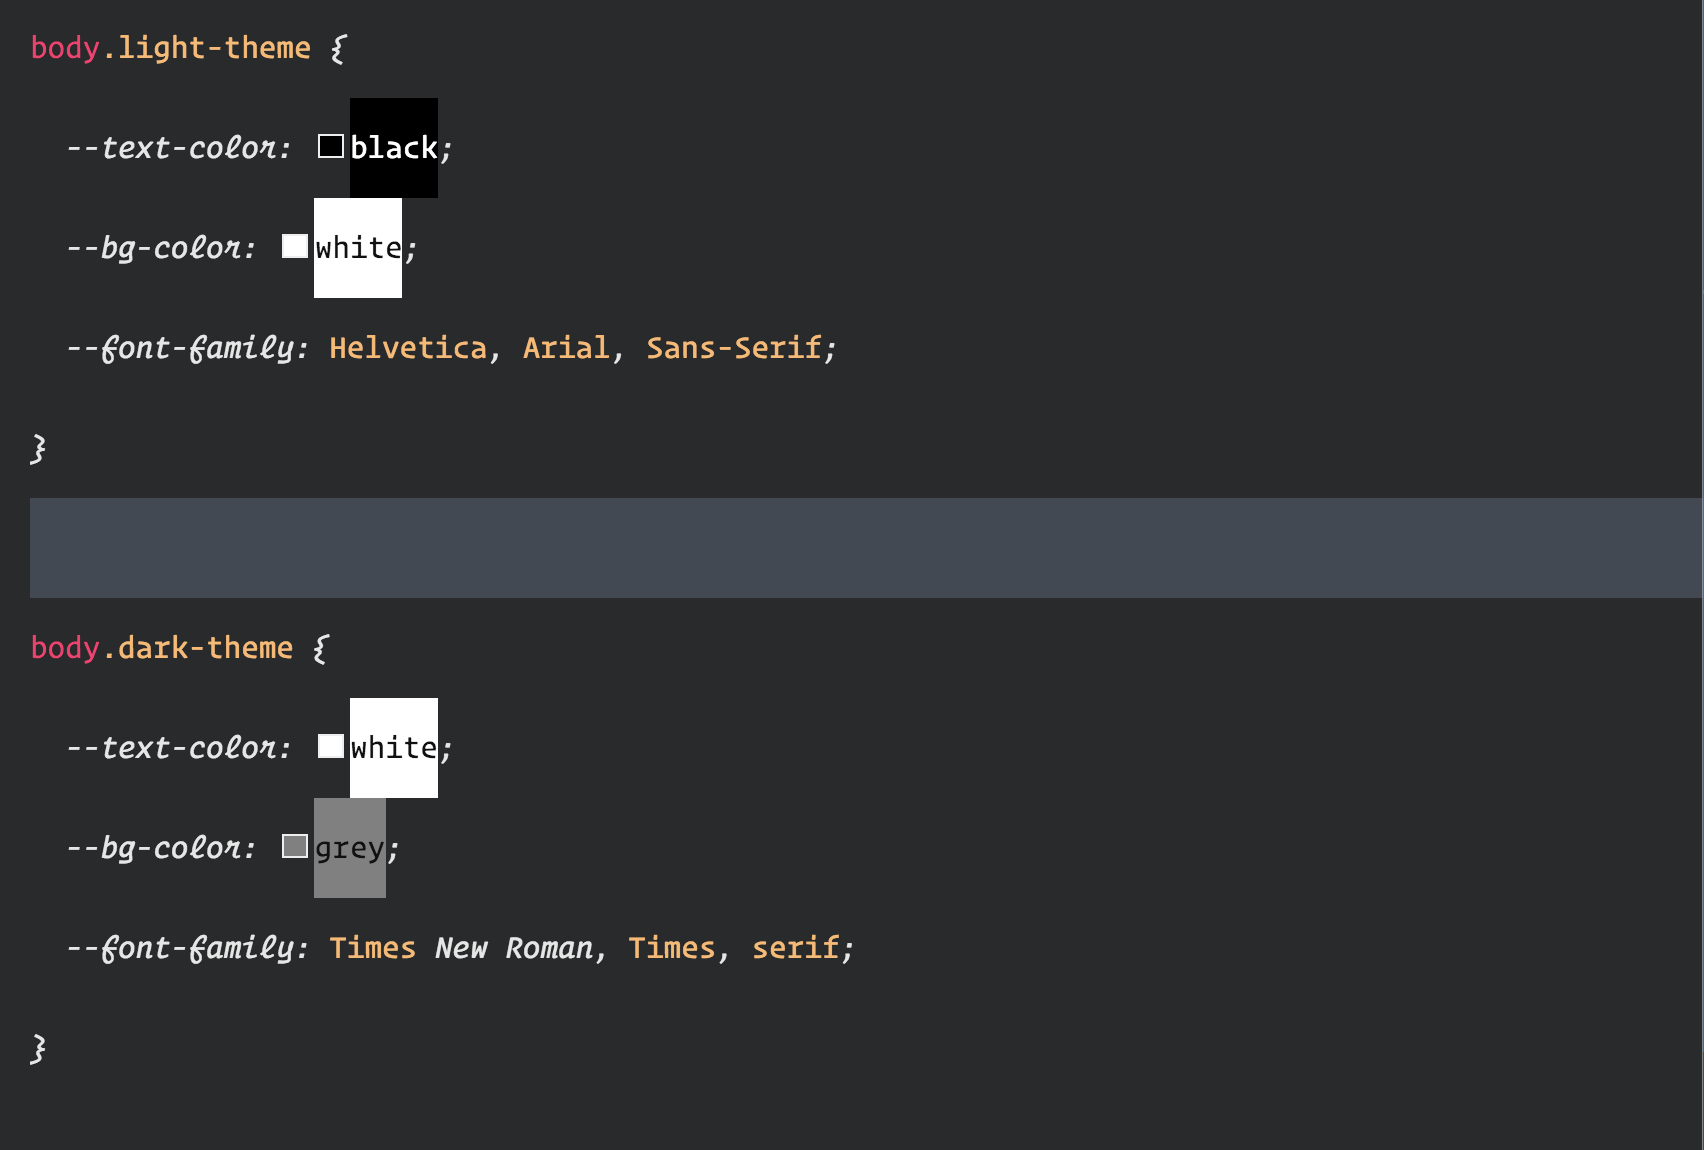 body.light-theme {
--text-color: black;
--bg-color: white;
--font-family: Helvetica, Arial, Sans-Serif;
}
body.dark-theme {
--text-color: white;
--bg-color: grey;
--font-family: Times New Roman, Times, serif;
}